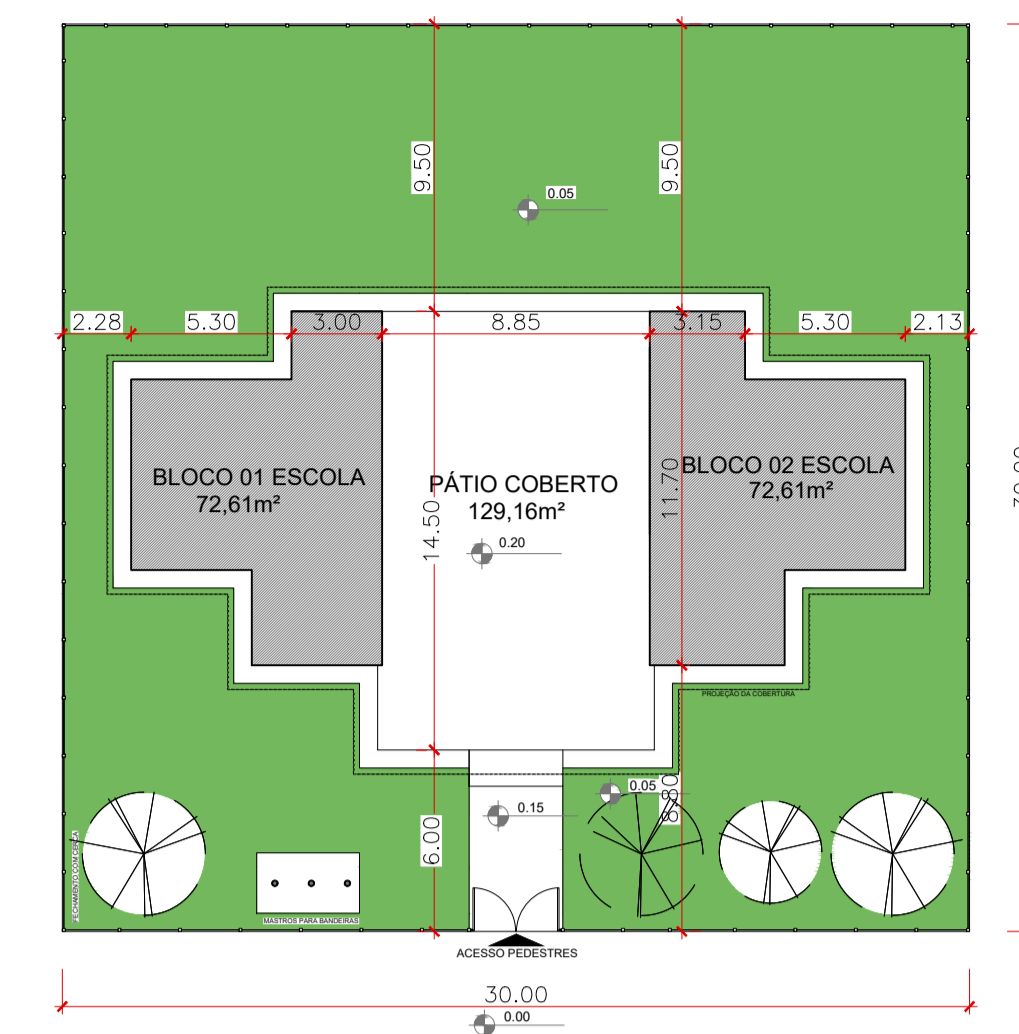 9.50
9.50
0.05
2.28
5.30
3.00
8.85
3.15
5.30
2.13
BLOCO 01 ESCOLA
72,61m²
PÁTIO COBERTO
129,16m²
14.50
11.70
BLOCO 02 ESCOLA
72,61m²
0.20
PROJEÇÃO DA COBERTURA
0.05
8.80
0.15
6.00
FECHAMENTO COM CERCA
MASTROS PARA BANDEIRAS
ACESSO PEDESTRES
30.00
0.00